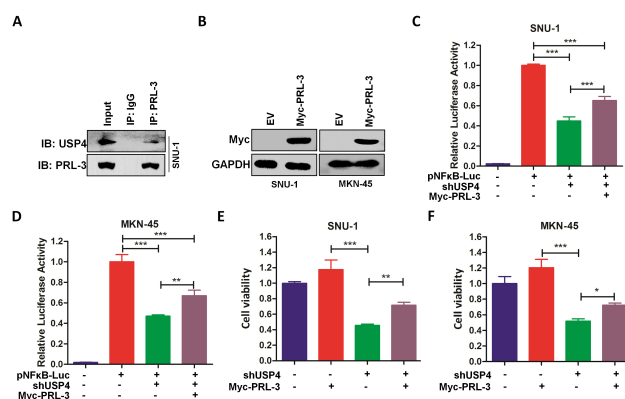 A
Input
IP: IgG
IP: PRL-3
IB: USP4
IB: PRL-3
SNU-1
B
EV
Myc-PRL-3
EV
Myc-PRL-3
Myc
GAPDH
SNU-1
MKN-45
C
SNU-1
***
***
***
Relative Luciferase Activity
1.4
1.2
1.0
0.8
0.6
0.4
0.2
0.0
pNFκB-Luc - + + +
shUSP4 - - + +
Myc-PRL-3 - - - +
D
MKN-45
***
***
**
Relative Luciferase Activity
1.4
1.2
1.0
0.8
0.6
0.4
0.2
0.0
pNFκB-Luc - + + +
shUSP4 - - + +
Myc-PRL-3 - - - +
E
SNU-1
***
**
Cell viability
1.6
1.4
1.2
1.0
0.8
0.6
0.4
0.2
0.0
shUSP4 - - + +
Myc-PRL-3 - + - +
F
MKN-45
***
*
Cell viability
1.6
1.4
1.2
1.0
0.8
0.6
0.4
0.2
0.0
shUSP4 - - + +
Myc-PRL-3 - + - +